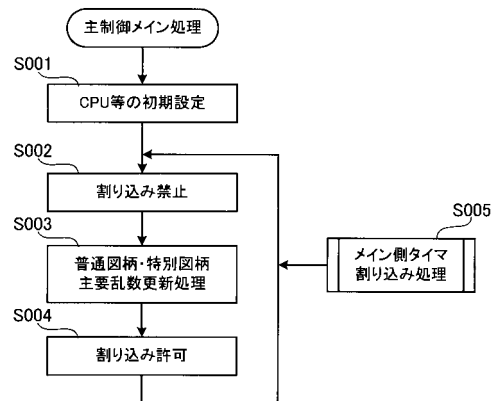 主制御メイン処理
S001
CPU等の初期設定
S002
割り込み禁止
S003
普通図柄・特別図柄
主要乱数更新処理
S004
割り込み許可
S005
メイン側タイマ
割り込み処理